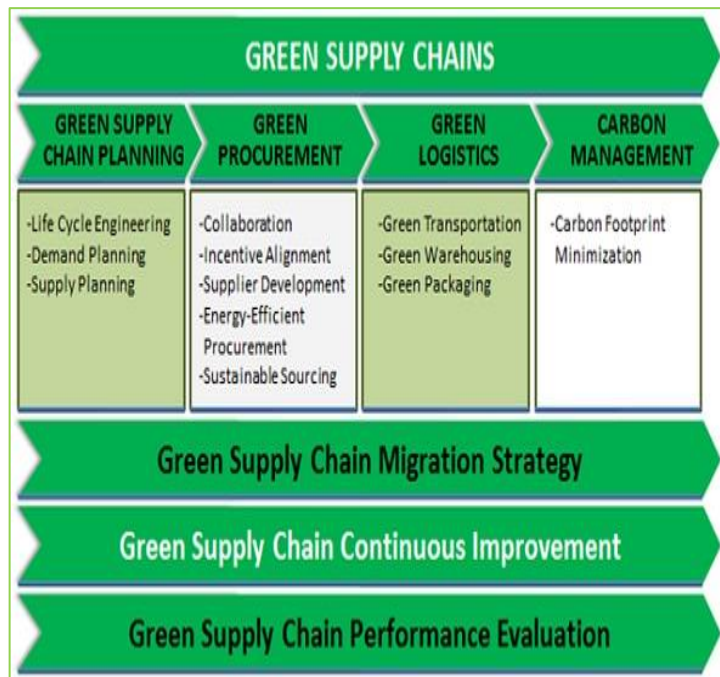 GREEN SUPPLY CHAINS
GREEN SUPPLY
CHAIN PLANNING
GREEN
PROCUREMENT
GREEN
LOGISTICS
CARBON
MANAGEMENT
-Life Cycle Engineering
-Demand Planning
-Supply Planning
-Collaboration
-Incentive Alignment
-Supplier Development
-Energy-Efficient
Procurement
-Sustainable Sourcing
-Green Transportation
-Green Warehousing
-Green Packaging
-Carbon Footprint
Minimization
Green Supply Chain Migration Strategy
Green Supply Chain Continuous Improvement
Green Supply Chain Performance Evaluation